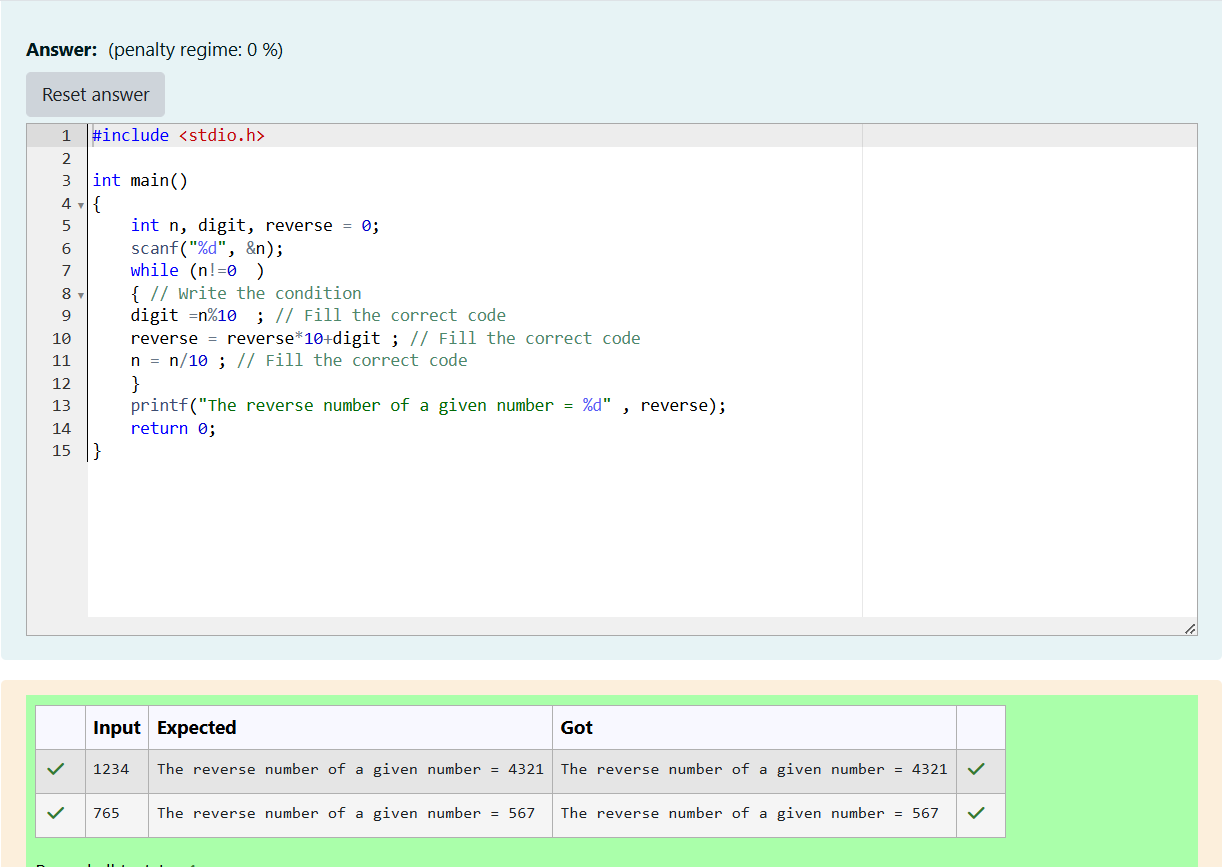 Answer: (penalty regime: 0 %)
Reset answer
1 #include <stdio.h>
2
3 int main()
4 {
5 int n, digit, reverse = 0;
6 scanf("%d", &n);
7 while (n!=0  )
8 { // Write the condition
9 digit =n%10  ; // Fill the correct code
10 reverse = reverse*10+digit ; // Fill the correct code
11 n = n/10 ; // Fill the correct code
12 }
13 printf("The reverse number of a given number = %d" , reverse);
14 return 0;
15 }
Input Expected Got
1234 The reverse number of a given number = 4321 The reverse number of a given number = 4321
765 The reverse number of a given number = 567 The reverse number of a given number = 567